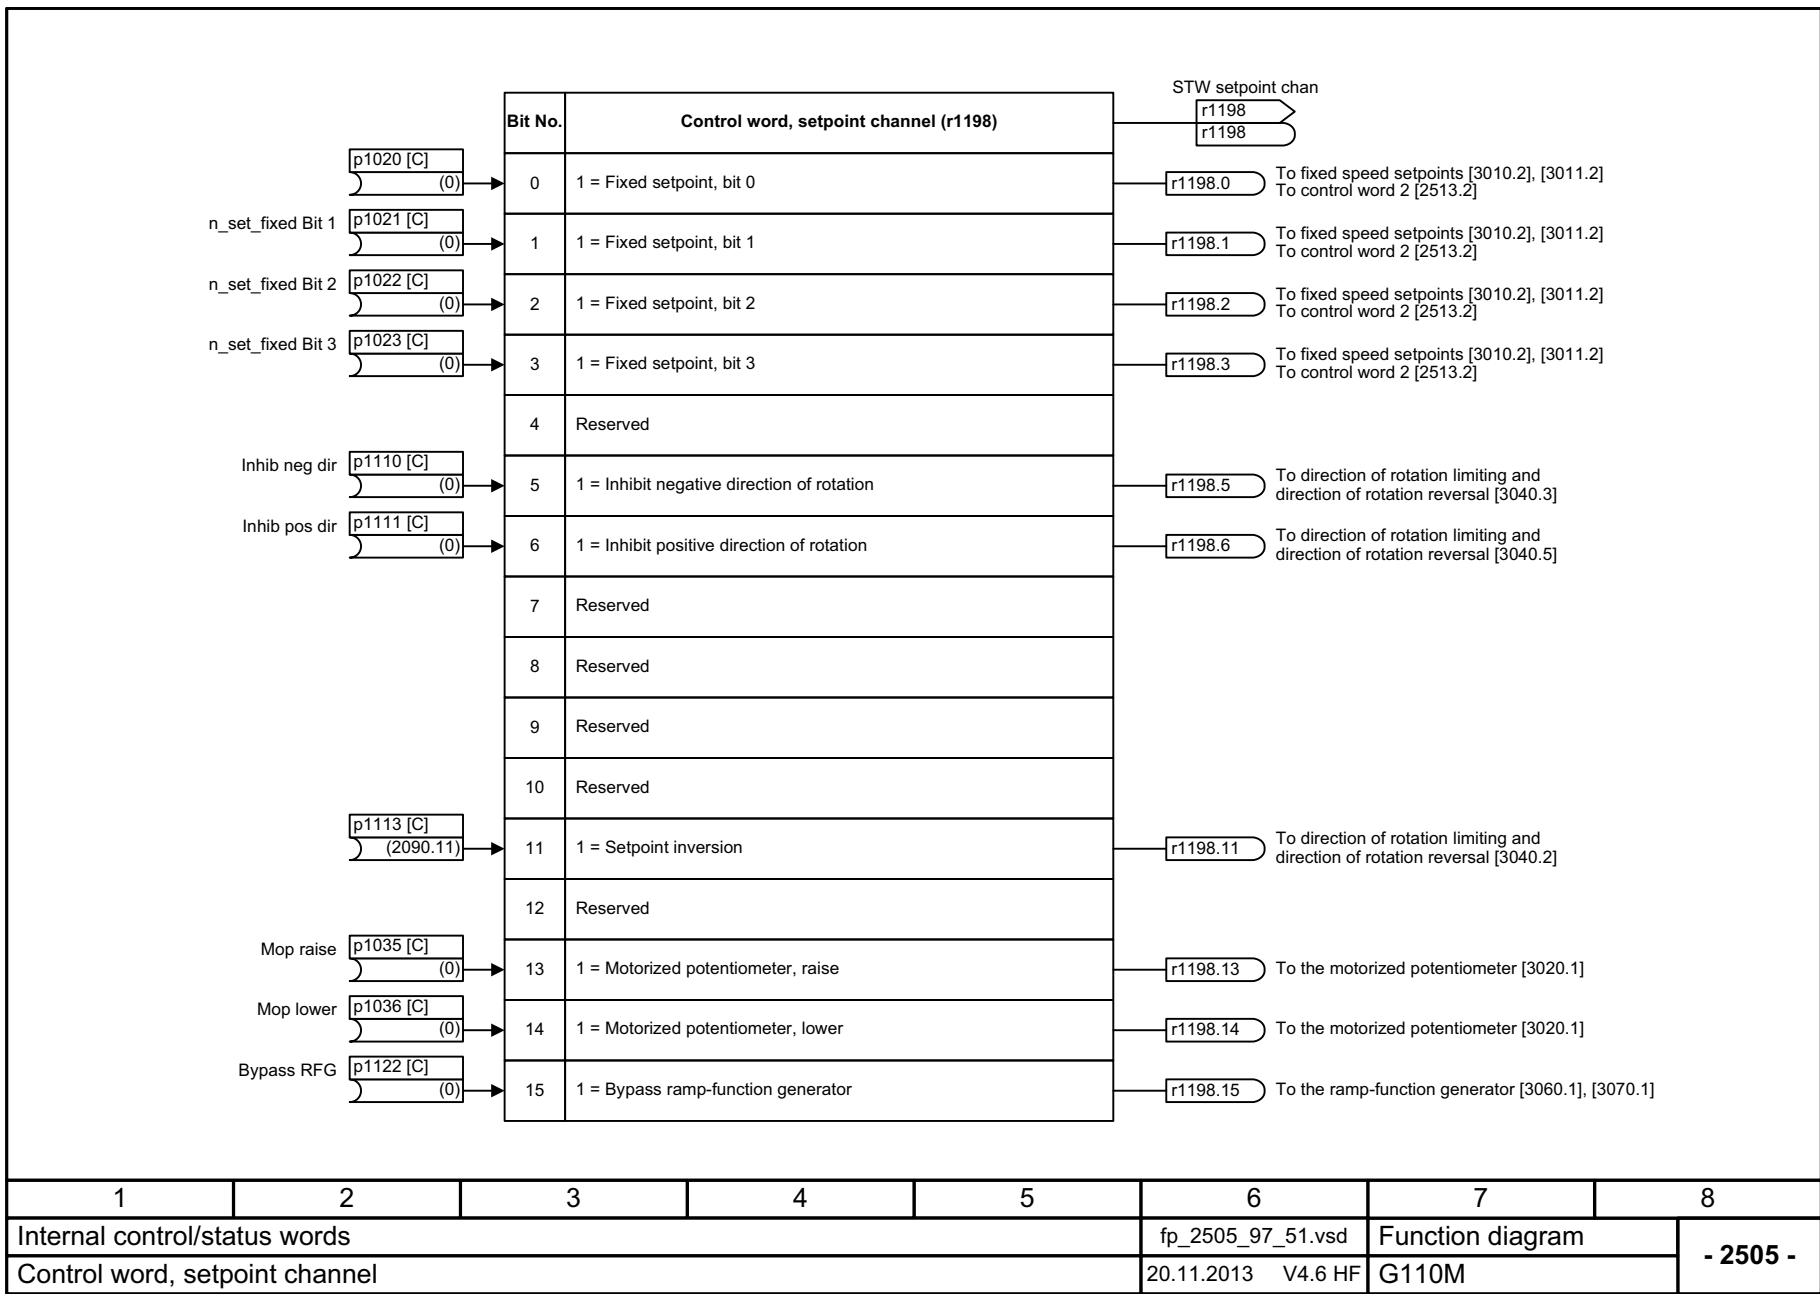 STW setpoint chan
Bit No. Control word, setpoint channel (r1198) r1198
r1198
p1020 [C]
(0) 0 1 = Fixed setpoint, bit 0 r1198.0 To fixed speed setpoints [3010.2], [3011.2]
To control word 2 [2513.2]
n_set_fixed Bit 1 p1021 [C]
(0) 1 1 = Fixed setpoint, bit 1 r1198.1 To fixed speed setpoints [3010.2], [3011.2]
To control word 2 [2513.2]
n_set_fixed Bit 2 p1022 [C]
(0) 2 1 = Fixed setpoint, bit 2 r1198.2 To fixed speed setpoints [3010.2], [3011.2]
To control word 2 [2513.2]
n_set_fixed Bit 3 p1023 [C]
(0) 3 1 = Fixed setpoint, bit 3 r1198.3 To fixed speed setpoints [3010.2], [3011.2]
To control word 2 [2513.2]
4 Reserved
Inhib neg dir p1110 [C]
(0) 5 1 = Inhibit negative direction of rotation r1198.5 To direction of rotation limiting and
direction of rotation reversal [3040.3]
Inhib pos dir p1111 [C]
(0) 6 1 = Inhibit positive direction of rotation r1198.6 To direction of rotation limiting and
direction of rotation reversal [3040.5]
7 Reserved
8 Reserved
9 Reserved
10 Reserved
p1113 [C]
(2090.11) 11 1 = Setpoint inversion r1198.11 To direction of rotation limiting and
direction of rotation reversal [3040.2]
12 Reserved
Mop raise p1035 [C]
(0) 13 1 = Motorized potentiometer, raise r1198.13 To the motorized potentiometer [3020.1]
Mop lower p1036 [C]
(0) 14 1 = Motorized potentiometer, lower r1198.14 To the motorized potentiometer [3020.1]
Bypass RFG p1122 [C]
(0) 15 1 = Bypass ramp-function generator r1198.15 To the ramp-function generator [3060.1], [3070.1]
1 2 3 4 5 6 7 8
Internal control/status words fp_2505_97_51.vsd Function diagram - 2505 -
Control word, setpoint channel 20.11.2013 V4.6 HF G110M